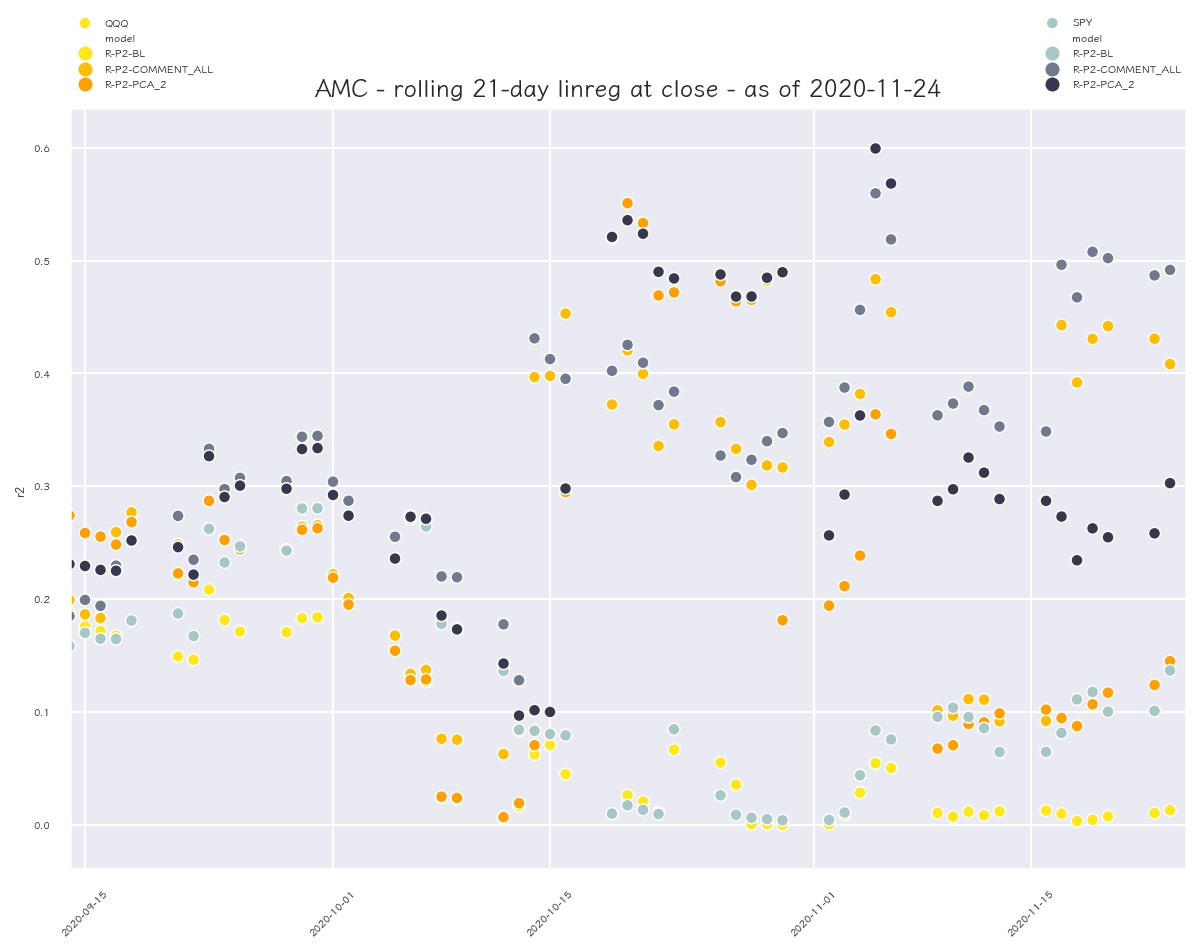 QQQ
model
R-P2-BL
R-P2-COMMENT_ALL
R-P2-PCA_2
SPY
model
R-P2-BL
R-P2-COMMENT_ALL
R-P2-PCA_2
AMC - rolling 21-day linreg at close - as of 2020-11-24
0.6
0.5
0.4
0.3
0.2
0.1
0.0
r2
2020-09-15
2020-10-01
2020-10-15
2020-11-01
2020-11-15